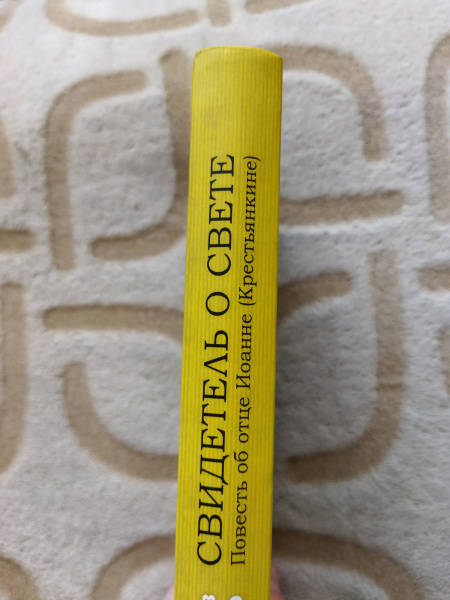 СВИДЕТЕЛЬ О СВЕТЕ
Повесть об отце Иоанне (Крестьянкине)